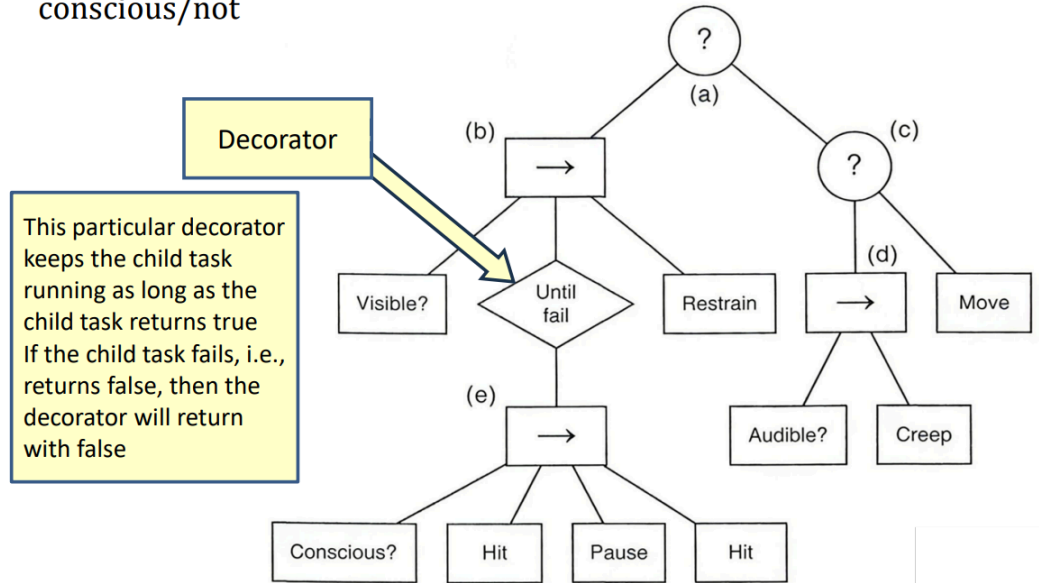 conscious/not
?
(a)
Decorator
(b)
→
(c)
?
This particular decorator
keeps the child task
running as long as the
child task returns true
If the child task fails, i.e.,
returns false, then the
decorator will return
with false
Visible?
Until
fail
Restrain
(d)
→
Move
(e)
→
Audible?
Creep
Conscious?
Hit
Pause
Hit